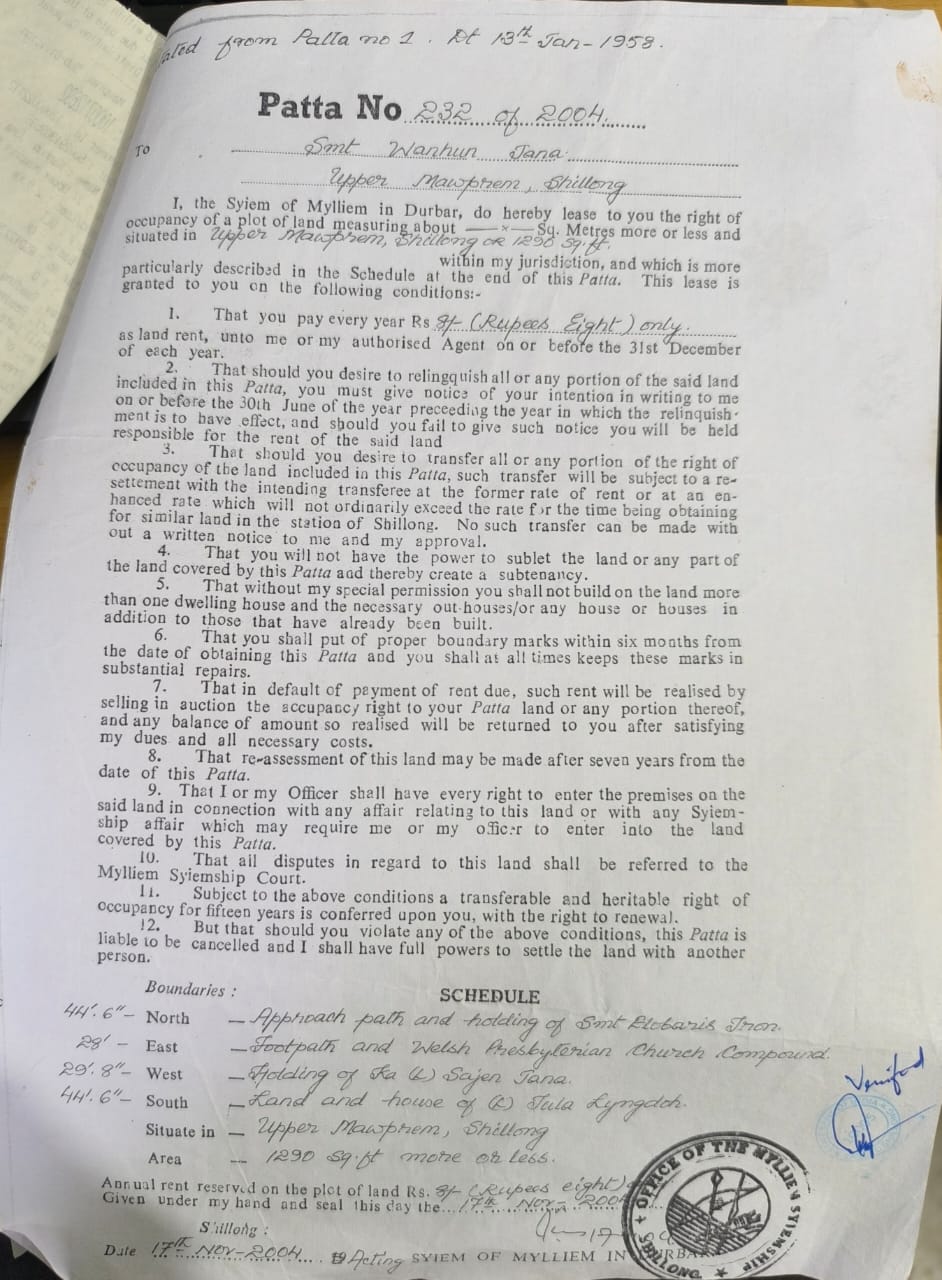 ated from Patta no 1. Dt 13th Jan-1958.
Patta No 232 of 2004.
To Smt Wanhun Tana.
Upper Mawprem, Shillong
I, the Syiem of Mylliem in Durbar, do hereby lease to you the right of
occupancy of a plot of land measuring about —x— Sq. Metres more or less and
situated in Upper Mawprem, Shillong or 1290 sq.ft.
within my jurisdiction, and which is more
particularly described in the Schedule at the end of this Patta. This lease is
granted to you on the following conditions:-
1. That you pay every year Rs 8/- (Rupees Eight) only.
as land rent, unto me or my authorised Agent on or before the 31st December
of each year.
2. That should you desire to relingquish all or any portion of the said land
included in this Patta, you must give notice of your intention in writing to me
on or before the 30th June of the year preceding the year in which the relinquish-
ment is to have effect, and should you fail to give such notice you will be held
responsible for the rent of the said land
3. That should you desire to transfer all or any portion of the right of
occupancy of the land included in this Patta, such transfer will be subject to a re-
settement with the intending transferee at the former rate of rent or at an en-
hanced rate which will not ordinarily exceed the rate for the time being obtaining
for similar land in the station of Shillong. No such transfer can be made with
out a written notice to me and my approval.
4. That you will not have the power to sublet the land or any part of
the land covered by this Patta and thereby create a subtenancy.
5. That without my special permission you shall not build on the land more
than one dwelling house and the necessary out-houses/or any house or houses in
addition to those that have already been built.
6. That you shall put of proper boundary marks within six months from
the date of obtaining this Patta and you shall at all times keeps these marks in
substantial repairs.
7. That in default of payment of rent due, such rent will be realised by
selling in auction the accupancy right to your Patta land or any portion thereof,
and any balance of amount so realised will be returned to you after satisfying
my dues and all necessary costs.
8. That re-assessment of this land may be made after seven years from the
date of this Patta.
9. That I or my Officer shall have every right to enter the premises on the
said land in connection with any affair relating to this land or with any Syiem-
ship affair which may require me or my officer to enter into the land
covered by this Patta.
10. That all disputes in regard to this land shall be referred to the
Mylliem Syiemship Court.
11. Subject to the above conditions a transferable and heritable right of
occupancy for fifteen years is conferred upon you, with the right to renewal.
12. But that should you violate any of the above conditions, this Patta is
liable to be cancelled and I shall have full powers to settle the land with another
person.
Boundaries : SCHEDULE
44'.6"- North — Approach path and holding of Smt Etobaris Tron.
28' - East — Footpath and Welsh Presbyterian Church Compound.
29'.8"- West — Holding of Ka (L) Sajen Tana.
44'.6"- South — Land and house of (L) Tula Lyngdoh.
Situate in — Upper Mawprem, Shillong
Area — 1290 sq.ft more or less.
Verified
Annual rent reserved on the plot of land Rs. 8/- (Rupees eight)
Given under my hand and seal this day the 17th Nov-2004
Shillong :
Date 17th Nov-2004. 19 Acting SYIEM OF MYLLIEM IN DURBAR
OFFICE OF THE MYLLIEM SYIEMSHIP
SHILLONG